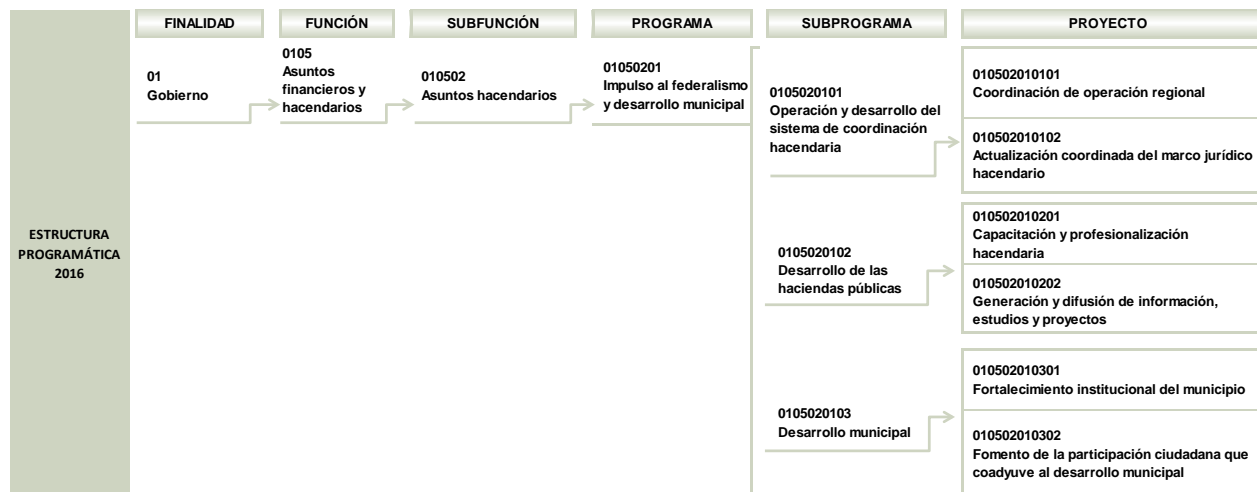 FINALIDAD
FUNCIÓN
SUBFUNCIÓN
PROGRAMA
SUBPROGRAMA
PROYECTO
ESTRUCTURA
PROGRAMÁTICA
2016
01
Gobierno
0105
Asuntos
financieros y
hacendarios
010502
Asuntos hacendarios
01050201
Impulso al federalismo
y desarrollo municipal
0105020101
Operación y desarrollo del
sistema de coordinación
hacendaria
010502010101
Coordinación de operación regional
010502010102
Actualización coordinada del marco jurídico
hacendario
0105020102
Desarrollo de las
haciendas públicas
010502010201
Capacitación y profesionalización
hacendaria
010502010202
Generación y difusión de información,
estudios y proyectos
0105020103
Desarrollo municipal
010502010301
Fortalecimiento institucional del municipio
010502010302
Fomento de la participación ciudadana que
coadyuve al desarrollo municipal